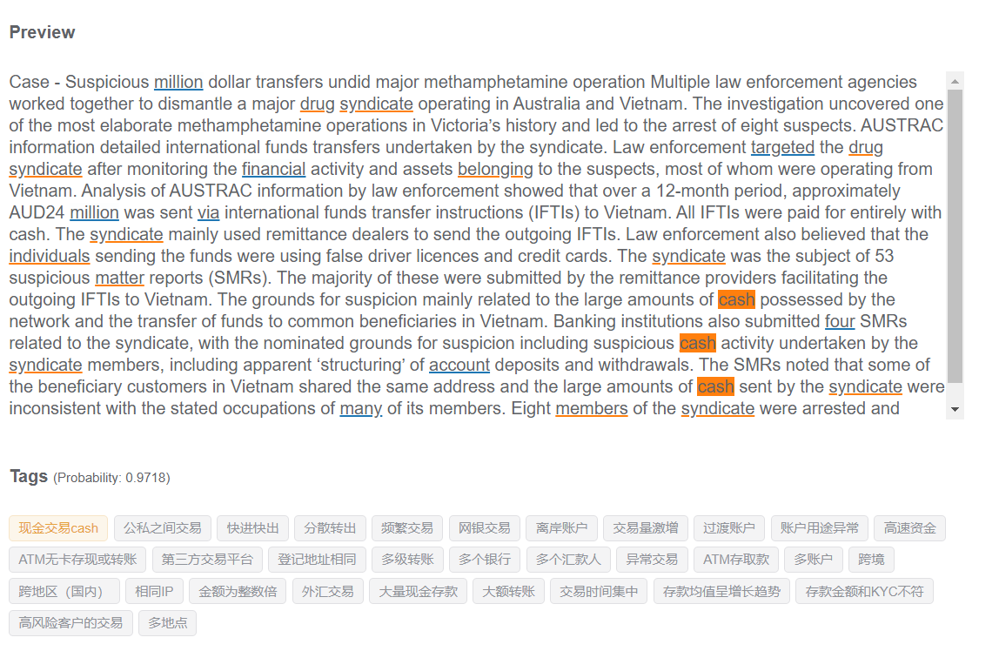 Preview
Case - Suspicious million dollar transfers undid major methamphetamine operation Multiple law enforcement agencies
worked together to dismantle a major drug syndicate operating in Australia and Vietnam. The investigation uncovered one
of the most elaborate methamphetamine operations in Victoria’s history and led to the arrest of eight suspects. AUSTRAC
information detailed international funds transfers undertaken by the syndicate. Law enforcement targeted the drug
syndicate after monitoring the financial activity and assets belonging to the suspects, most of whom were operating from
Vietnam. Analysis of AUSTRAC information by law enforcement showed that over a 12-month period, approximately
AUD24 million was sent via international funds transfer instructions (IFTIs) to Vietnam. All IFTIs were paid for entirely with
cash. The syndicate mainly used remittance dealers to send the outgoing IFTIs. Law enforcement also believed that the
individuals sending the funds were using false driver licences and credit cards. The syndicate was the subject of 53
suspicious matter reports (SMRs). The majority of these were submitted by the remittance providers facilitating the
outgoing IFTIs to Vietnam. The grounds for suspicion mainly related to the large amounts of cash possessed by the
network and the transfer of funds to common beneficiaries in Vietnam. Banking institutions also submitted four SMRs
related to the syndicate, with the nominated grounds for suspicion including suspicious cash activity undertaken by the
syndicate members, including apparent ‘structuring’ of account deposits and withdrawals. The SMRs noted that some of
the beneficiary customers in Vietnam shared the same address and the large amounts of cash sent by the syndicate were
inconsistent with the stated occupations of many of its members. Eight members of the syndicate were arrested and
Tags (Probability: 0.9718)
现金交易cash 公私之间交易 快进快出 分散转出 频繁交易 网银交易 离岸账户 交易量激增 过渡账户 账户用途异常 高速资金
ATM无卡存现或转账 第三方交易平台 登记地址相同 多级转账 多个银行 多个汇款人 异常交易 ATM存取款 多账户 跨境
跨地区（国内） 相同IP 金额为整数倍 外汇交易 大量现金存款 大额转账 交易时间集中 存款均值呈增长趋势 存款金额和KYC不符
高风险客户的交易 多地点